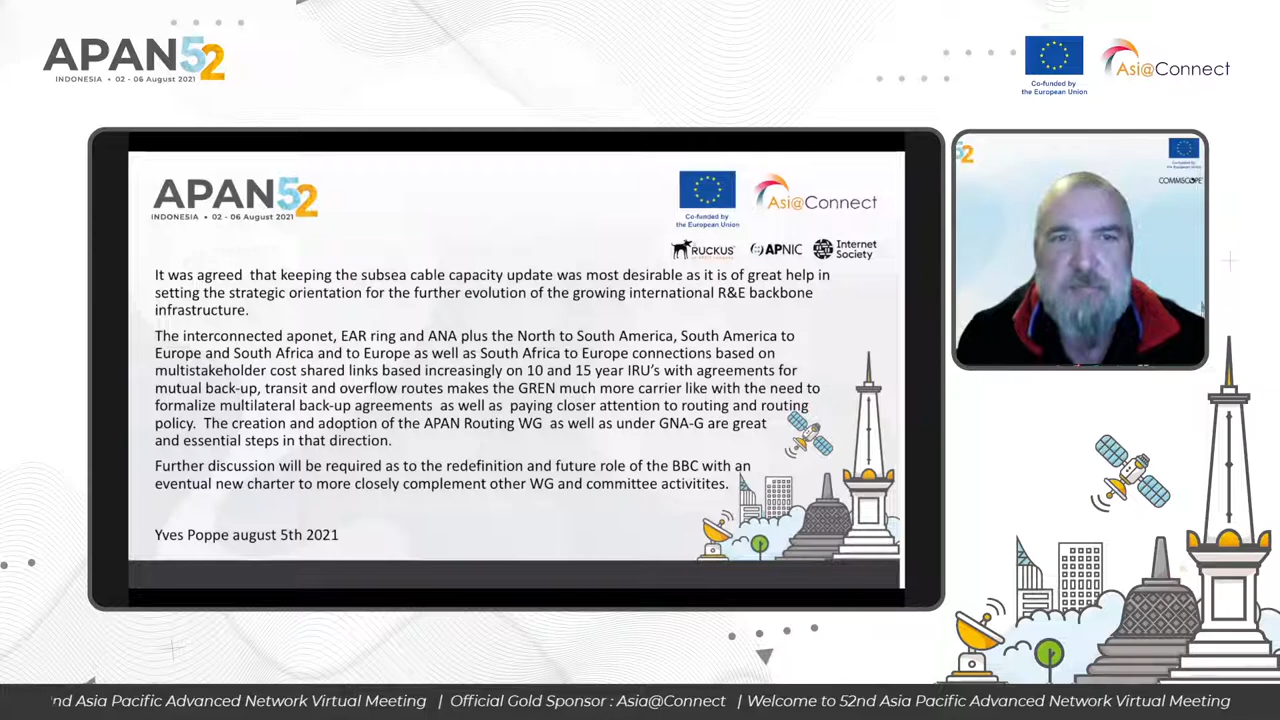 APAN52
INDONESIA • 02 - 06 August 2021
Co-funded by
the European Union
Asi@Connect
APAN52
INDONESIA • 02 - 06 August 2021
Co-funded by
the European Union
Asi@Connect
RUCKUS
APNIC
Internet
Society
It was agreed that keeping the subsea cable capacity update was most desirable as it is of great help in
setting the strategic orientation for the further evolution of the growing international R&E backbone
infrastructure.
The interconnected aponet, EAR ring and ANA plus the North to South America, South America to
Europe and South Africa and to Europe as well as South Africa to Europe connections based on
multistakeholder cost shared links based increasingly on 10 and 15 year IRU's with agreements for
mutual back-up, transit and overflow routes makes the GREN much more carrier like with the need to
formalize multilateral back-up agreements as well as paying closer attention to routing and routing
policy. The creation and adoption of the APAN Routing WG as well as under GNA-G are great
and essential steps in that direction.
Further discussion will be required as to the redefinition and future role of the BBC with an
eventual new charter to more closely complement other WG and committee activitites.
Yves Poppe august 5th 2021
52
COMMSCOPE
nd Asia Pacific Advanced Network Virtual Meeting | Official Gold Sponsor : Asia@Connect | Welcome to 52nd Asia Pacific Advanced Network Virtual Meeting